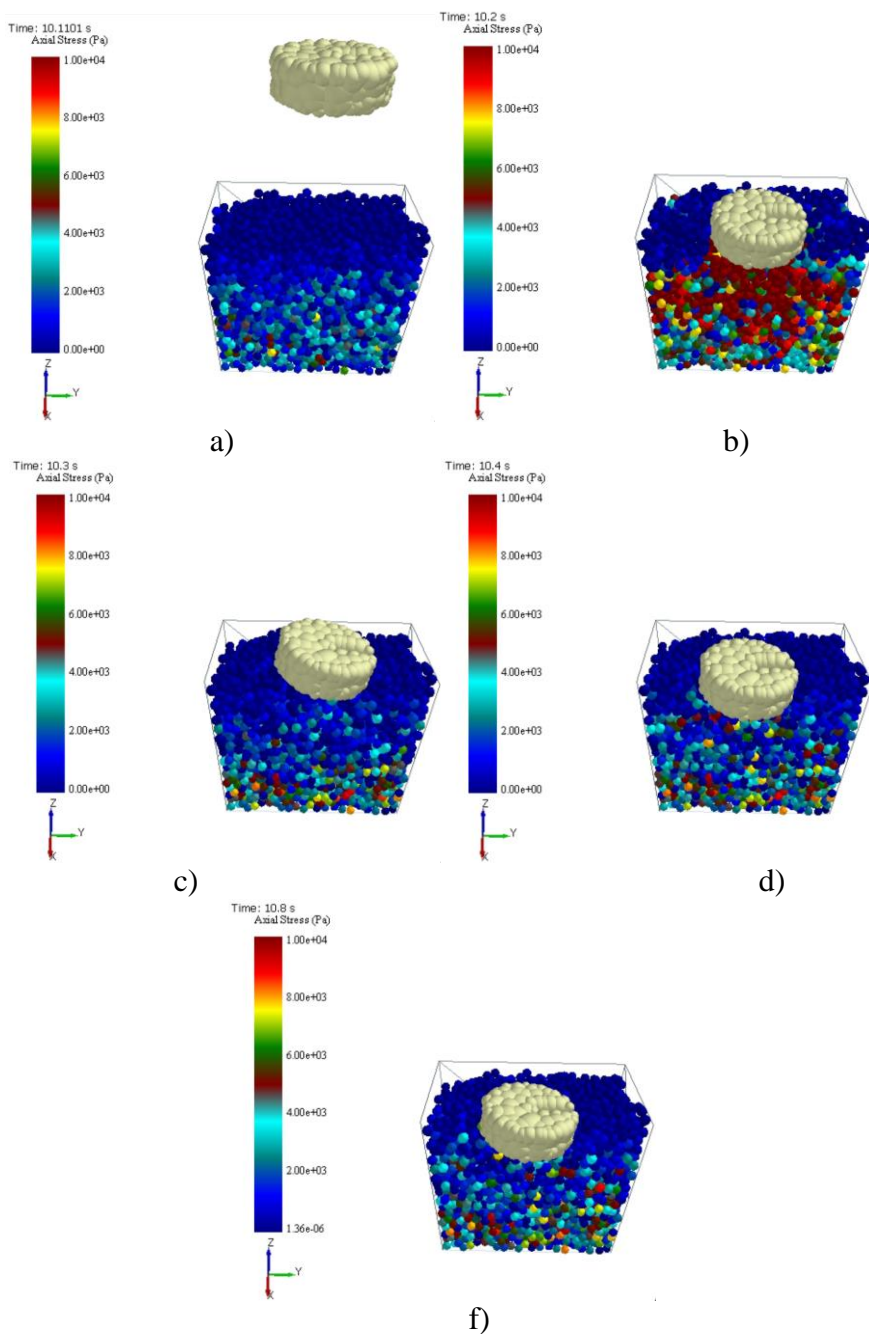 Time: 10.1101 s
Axial Stress (Pa)
1.00e+04
8.00e+03
6.00e+03
4.00e+03
2.00e+03
0.00e+00
Z
Y
X
a)
Time: 10.2 s
Axial Stress (Pa)
1.00e+04
8.00e+03
6.00e+03
4.00e+03
2.00e+03
0.00e+00
Z
Y
X
b)
Time: 10.3 s
Axial Stress (Pa)
1.00e+04
8.00e+03
6.00e+03
4.00e+03
2.00e+03
0.00e+00
Z
Y
X
c)
Time: 10.4 s
Axial Stress (Pa)
1.00e+04
8.00e+03
6.00e+03
4.00e+03
2.00e+03
0.00e+00
Z
Y
X
d)
Time: 10.8 s
Axial Stress (Pa)
1.00e+04
8.00e+03
6.00e+03
4.00e+03
2.00e+03
1.36e-06
Z
Y
X
f)